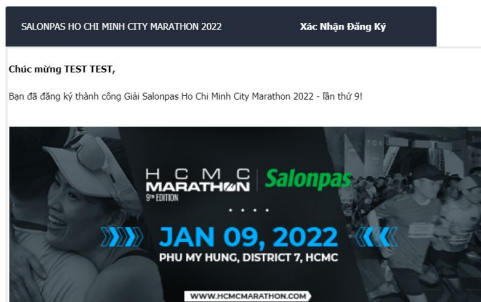 SALONPAS HO CHI MINH CITY MARATHON 2022 Xác Nhận Đăng Ký
Chúc mừng TEST TEST,
Bạn đã đăng ký thành công Giải Salonpas Ho Chi Minh City Marathon 2022 - lần thứ 9!
HCMC
MARATHON
Salonpas
9TH EDITION
JAN 09, 2022
PHU MY HUNG, DISTRICT 7, HCMC
WWW.HCMCMARATHON.COM